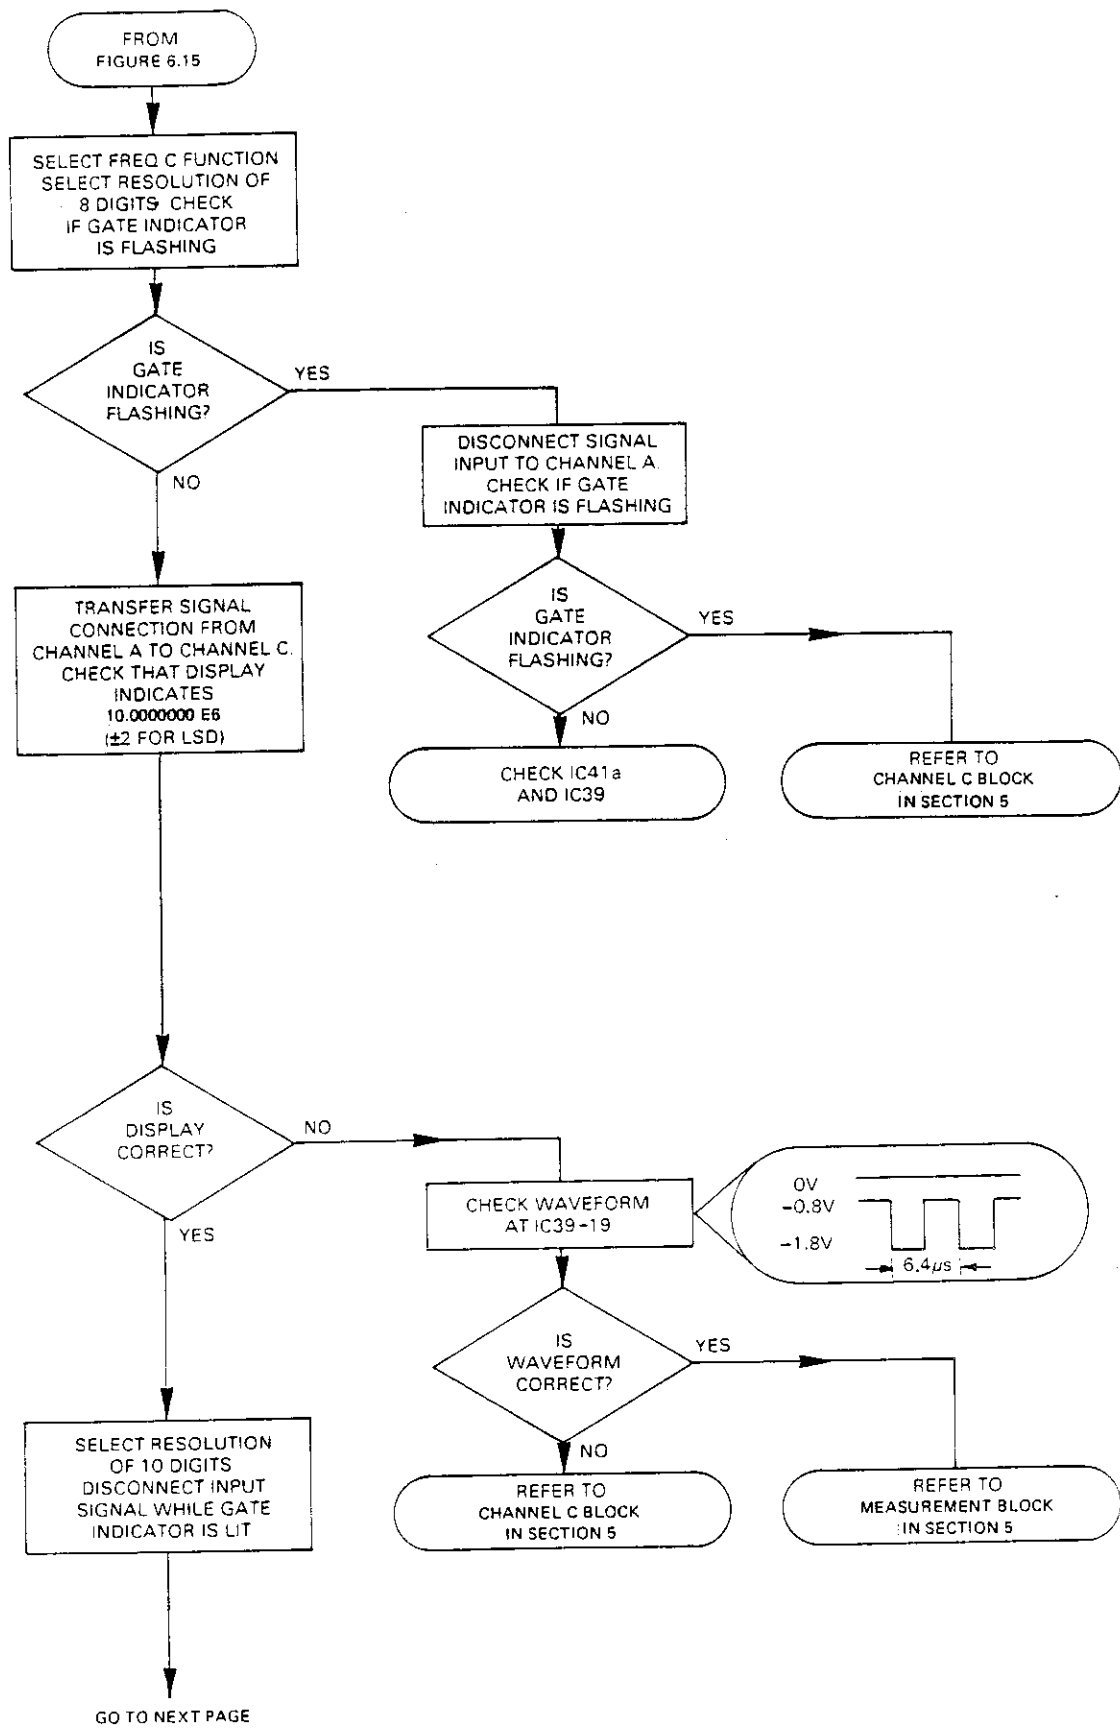 FROM
FIGURE 6.15
SELECT FREQ C FUNCTION
SELECT RESOLUTION OF
8 DIGITS CHECK
IF GATE INDICATOR
IS FLASHING
IS
GATE
INDICATOR
FLASHING?
YES
NO
DISCONNECT SIGNAL
INPUT TO CHANNEL A.
CHECK IF GATE
INDICATOR IS FLASHING
IS
GATE
INDICATOR
FLASHING?
YES
NO
CHECK IC41a
AND IC39
REFER TO
CHANNEL C BLOCK
IN SECTION 5
TRANSFER SIGNAL
CONNECTION FROM
CHANNEL A TO CHANNEL C.
CHECK THAT DISPLAY
INDICATES
10.0000000 E6
(±2 FOR LSD)
IS
DISPLAY
CORRECT?
NO
YES
CHECK WAVEFORM
AT IC39-19
0V
-0.8V
-1.8V
6.4µs
IS
WAVEFORM
CORRECT?
YES
NO
REFER TO
CHANNEL C BLOCK
IN SECTION 5
REFER TO
MEASUREMENT BLOCK
IN SECTION 5
SELECT RESOLUTION
OF 10 DIGITS
DISCONNECT INPUT
SIGNAL WHILE GATE
INDICATOR IS LIT
GO TO NEXT PAGE